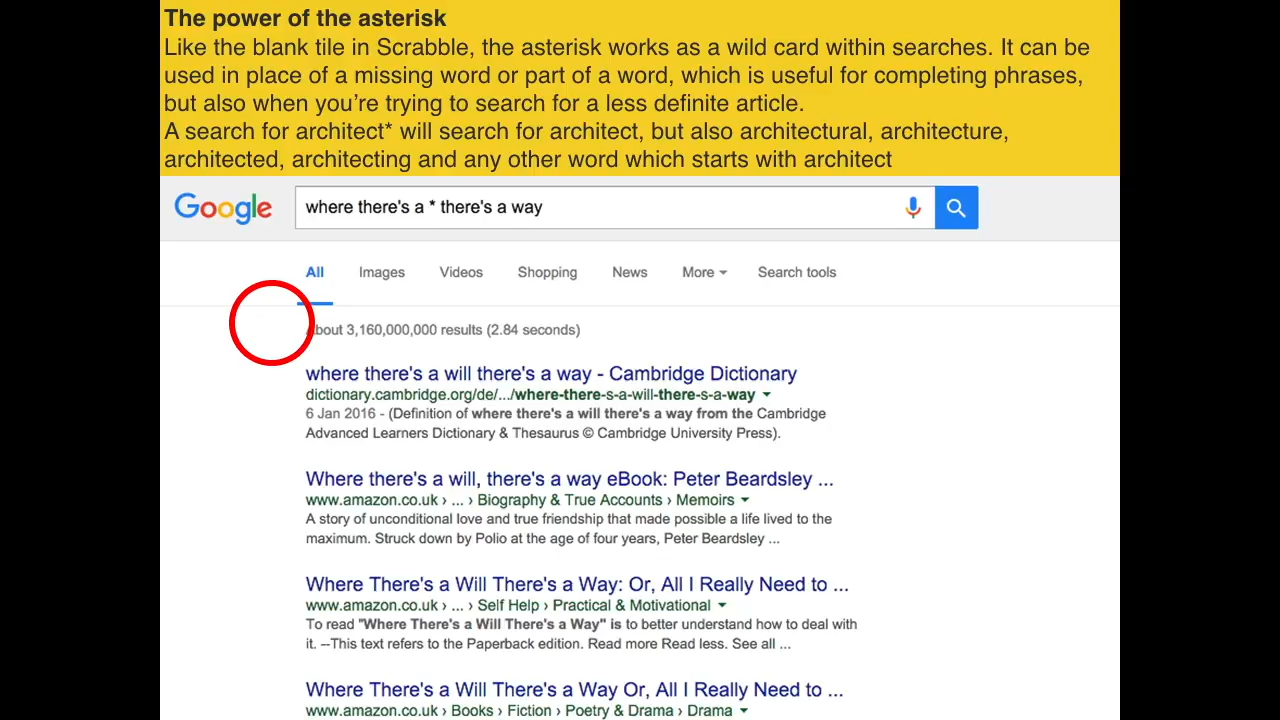 The power of the asterisk
Like the blank tile in Scrabble, the asterisk works as a wild card within searches. It can be
used in place of a missing word or part of a word, which is useful for completing phrases,
but also when you’re trying to search for a less definite article.
A search for architect* will search for architect, but also architectural, architecture,
architected, architecting and any other word which starts with architect
Google where there's a * there's a way
All Images Videos Shopping News More Search tools
About 3,160,000,000 results (2.84 seconds)
where there's a will there's a way - Cambridge Dictionary
dictionary.cambridge.org/de/.../where-there-s-a-will-there-s-a-way
6 Jan 2016 - (Definition of where there's a will there's a way from the Cambridge
Advanced Learners Dictionary & Thesaurus © Cambridge University Press).
Where there's a will, there's a way eBook: Peter Beardsley ...
www.amazon.co.uk › ... › Biography & True Accounts › Memoirs
A story of unconditional love and true friendship that made possible a life lived to the
maximum. Struck down by Polio at the age of four years, Peter Beardsley ...
Where There's a Will There's a Way: Or, All I Really Need to ...
www.amazon.co.uk › ... › Self Help › Practical & Motivational
To read "Where There's a Will There's a Way" is to better understand how to deal with
it. --This text refers to the Paperback edition. Read more Read less. See all ...
Where There's a Will There's a Way Or, All I Really Need to ...
www.amazon.co.uk › Books › Fiction › Poetry & Drama › Drama